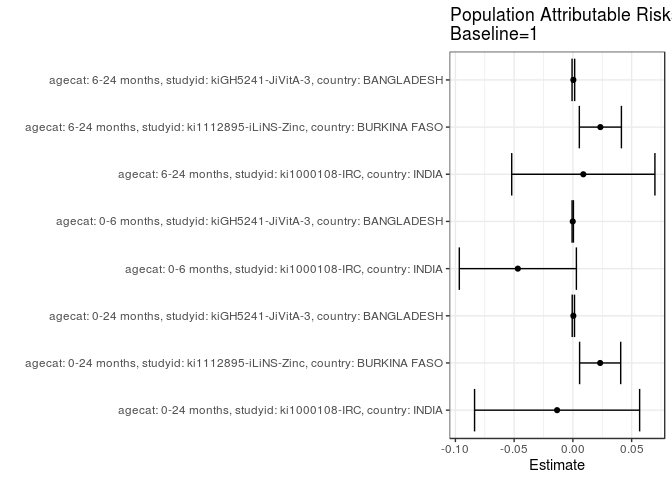 Population Attributable Risk
Baseline=1
agecat: 6-24 months, studyid: kiGH5241-JiVitA-3, country: BANGLADESH
agecat: 6-24 months, studyid: ki1112895-iLiNS-Zinc, country: BURKINA FASO
agecat: 6-24 months, studyid: ki1000108-IRC, country: INDIA
agecat: 0-6 months, studyid: kiGH5241-JiVitA-3, country: BANGLADESH
agecat: 0-6 months, studyid: ki1000108-IRC, country: INDIA
agecat: 0-24 months, studyid: kiGH5241-JiVitA-3, country: BANGLADESH
agecat: 0-24 months, studyid: ki1112895-iLiNS-Zinc, country: BURKINA FASO
agecat: 0-24 months, studyid: ki1000108-IRC, country: INDIA
-0.10 -0.05 0.00 0.05
Estimate